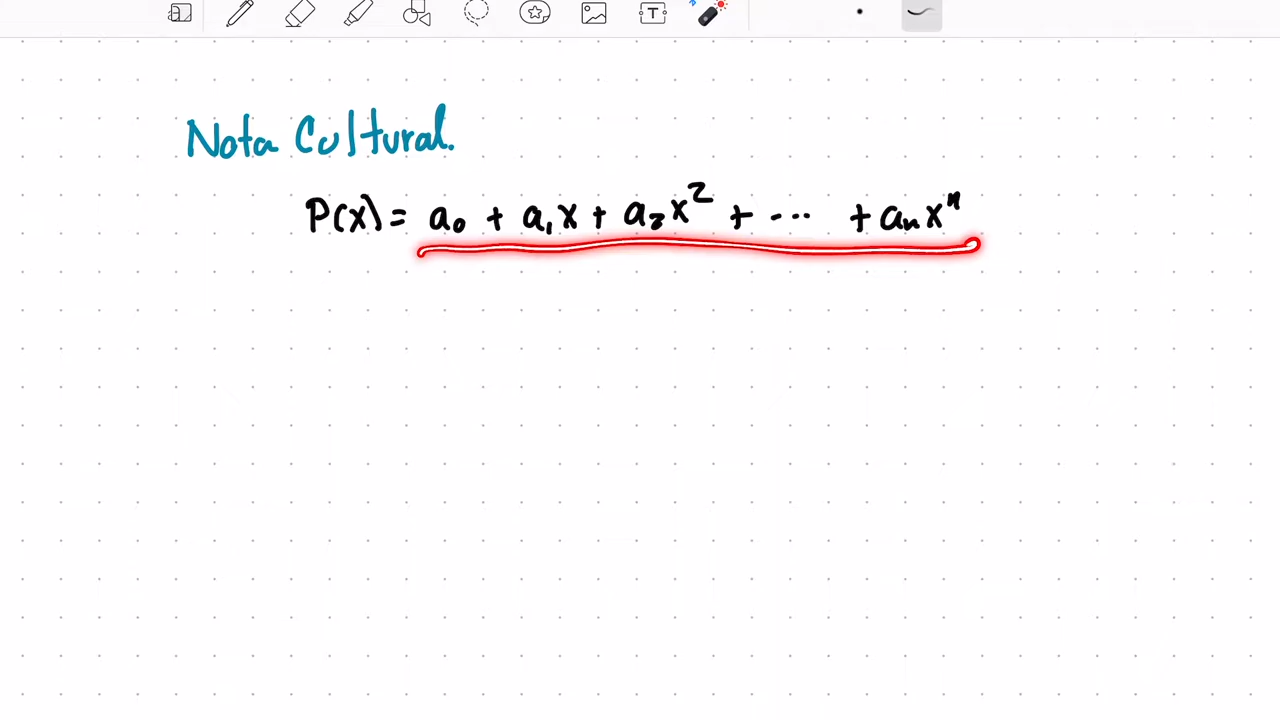 Nota Cultural.
P(x) = a₀ + a₁x + a₂x² + ... + aₙxⁿ